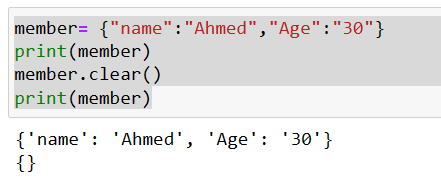 member= {"name":"Ahmed","Age":"30"}
print(member)
member.clear()
print(member)
{'name': 'Ahmed', 'Age': '30'}
{}